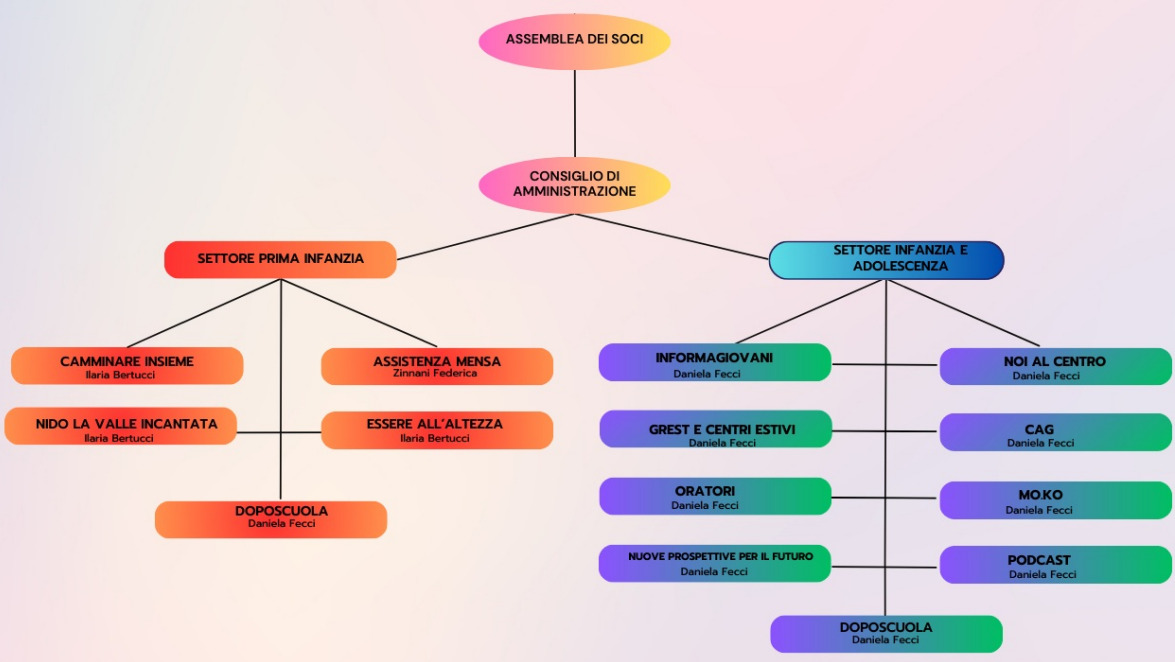 ASSEMBLEA DEI SOCI
CONSIGLIO DI
AMMINISTRAZIONE
SETTORE PRIMA INFANZIA
SETTORE INFANZIA E
ADOLESCENZA
CAMMINARE INSIEME
Ilaria Bertucci
ASSISTENZA MENSA
Zinnani Federica
NIDO LA VALLE INCANTATA
Ilaria Bertucci
ESSERE ALL'ALTEZZA
Ilaria Bertucci
DOPOSCUOLA
Daniela Fecci
INFORMAGIOVANI
Daniela Fecci
NOI AL CENTRO
Daniela Fecci
GREST E CENTRI ESTIVI
Daniela Fecci
CAG
Daniela Fecci
ORATORI
Daniela Fecci
MO.KO
Daniela Fecci
NUOVE PROSPETTIVE PER IL FUTURO
Daniela Fecci
PODCAST
Daniela Fecci
DOPOSCUOLA
Daniela Fecci